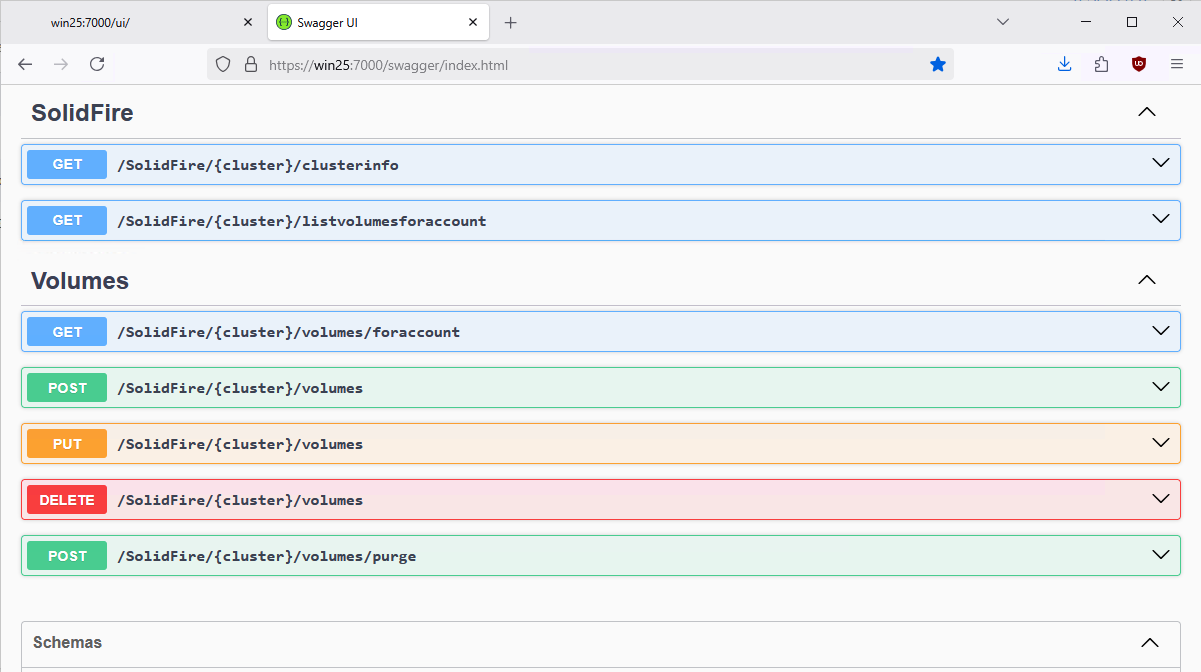 win25:7000/ui/
Swagger UI
https://win25:7000/swagger/index.html
SolidFire
GET /SolidFire/{cluster}/clusterinfo
GET /SolidFire/{cluster}/listvolumesforaccount
Volumes
GET /SolidFire/{cluster}/volumes/foraccount
POST /SolidFire/{cluster}/volumes
PUT /SolidFire/{cluster}/volumes
DELETE /SolidFire/{cluster}/volumes
POST /SolidFire/{cluster}/volumes/purge
Schemas